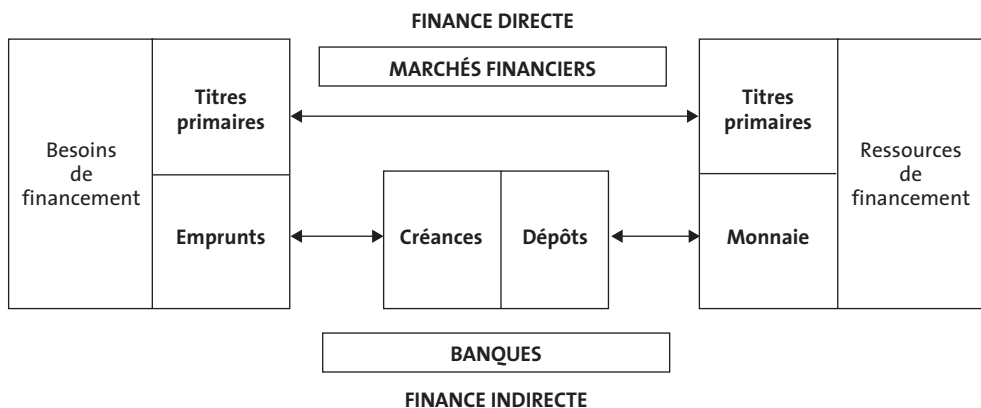 FINANCE DIRECTE
MARCHÉS FINANCIERS
Besoins
de
financement
Titres
primaires
Titres
primaires
Ressources
de
financement
Emprunts
Créances
Dépôts
Monnaie
BANQUES
FINANCE INDIRECTE